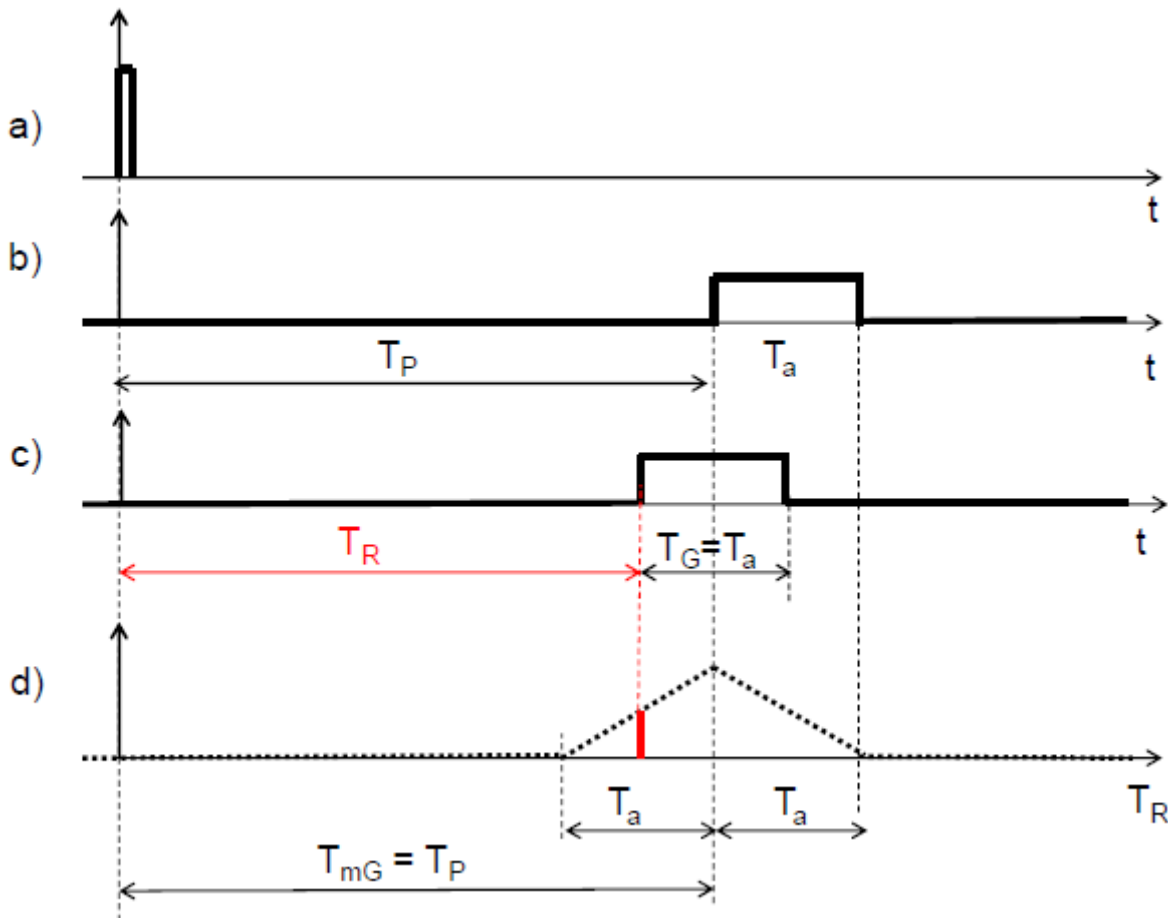 a)
t
b)
T_P
T_a
t
c)
T_R
T_G=T_a
t
d)
T_a
T_a
T_R
T_mG = T_P